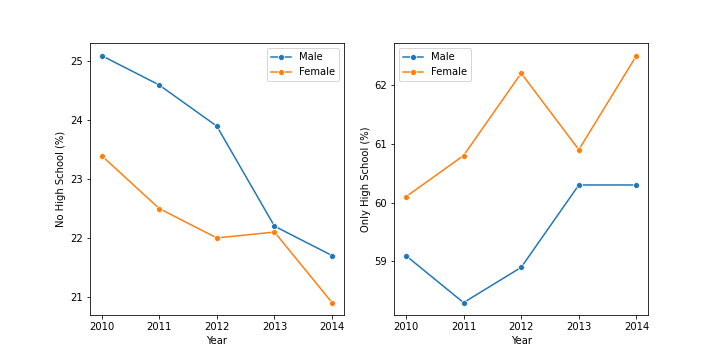 No High School (%)
25
24
23
22
21
Male
Female
2010 2011 2012 2013 2014
Year
Only High School (%)
62
61
60
59
Male
Female
2010 2011 2012 2013 2014
Year